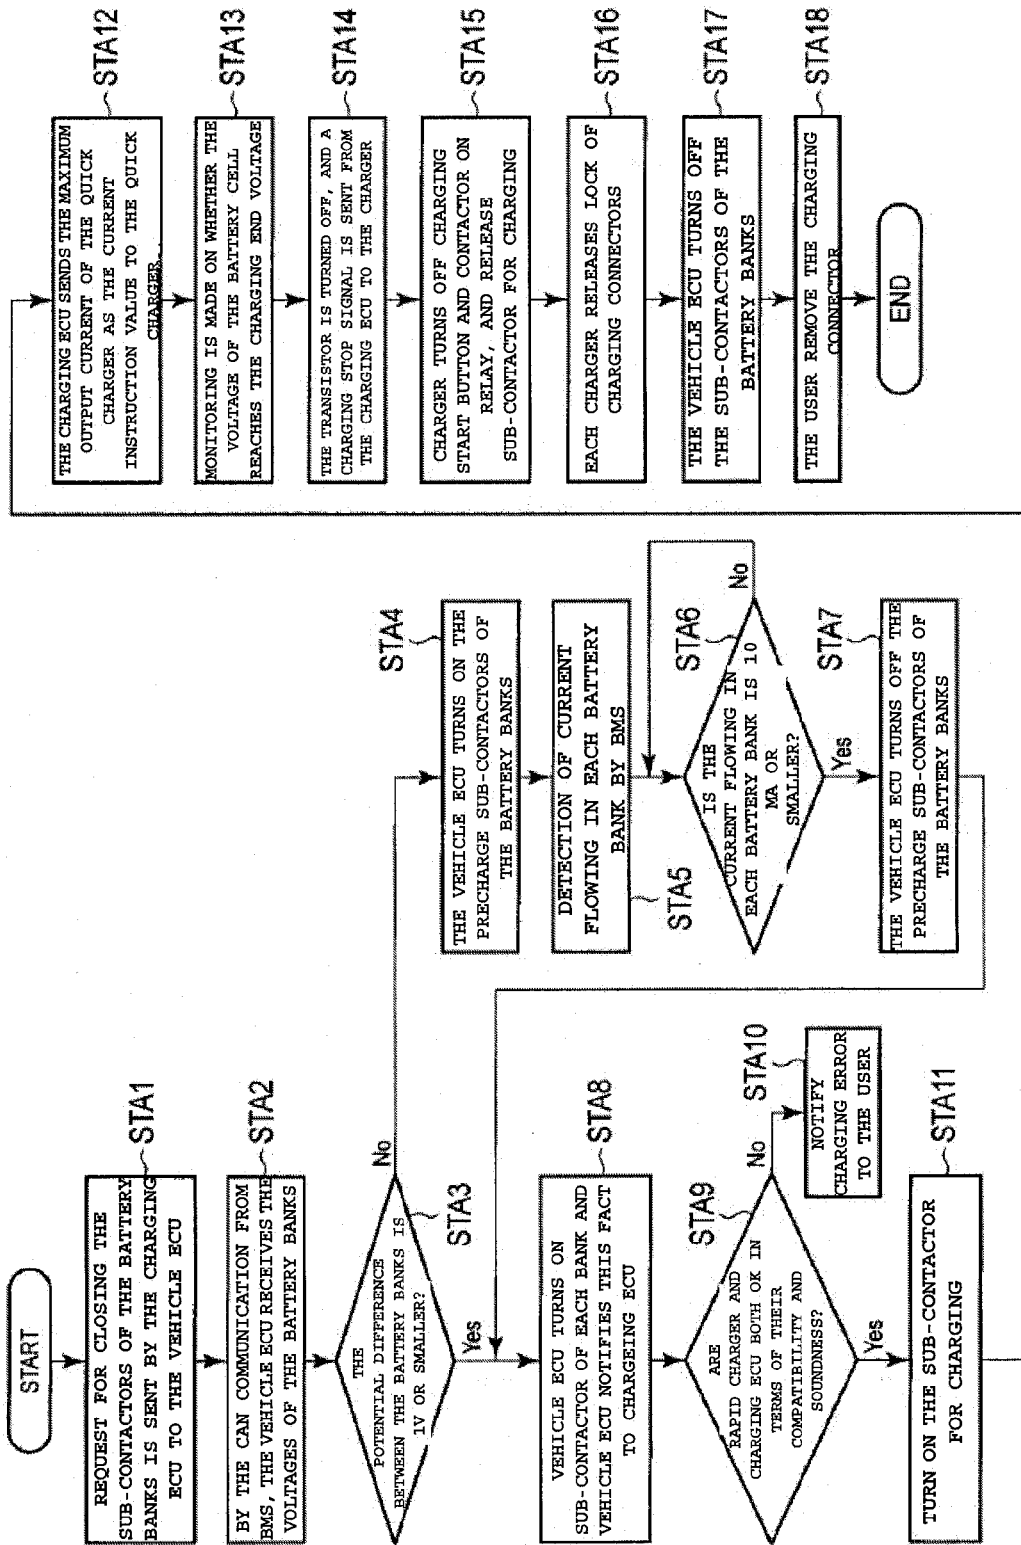 START
REQUEST FOR CLOSING THE
SUB-CONTACTORS OF THE BATTERY
BANKS IS SENT BY THE CHARGING
ECU TO THE VEHICLE ECU
STA1
BY THE CAN COMMUNICATION FROM
BMS, THE VEHICLE ECU RECEIVES THE
VOLTAGES OF THE BATTERY BANKS
STA2
THE
POTENTIAL DIFFERENCE
BETWEEN THE BATTERY BANKS IS
1V OR SMALLER?
STA3
No
Yes
THE VEHICLE ECU TURNS ON THE
PRECHARGE SUB-CONTACTORS OF
THE BATTERY BANKS
STA4
DETECTION OF CURRENT
FLOWING IN EACH BATTERY
BANK BY BMS
STA5
IS THE
CURRENT FLOWING IN
EACH BATTERY BANK IS 10
MA OR
SMALLER?
STA6
No
Yes
THE VEHICLE ECU TURNS OFF THE
PRECHARGE SUB-CONTACTORS OF
THE BATTERY BANKS
STA7
VEHICLE ECU TURNS ON
SUB-CONTACTOR OF EACH BANK AND
VEHICLE ECU NOTIFIES THIS FACT
TO CHARGEING ECU
STA8
ARE
RAPID CHARGER AND
CHARGING ECU BOTH OK IN
TERMS OF THEIR
COMPATIBILITY AND
SOUNDNESS?
STA9
No
Yes
NOTIFY
CHARGING ERROR
TO THE USER
STA10
TURN ON THE SUB-CONTACTOR
FOR CHARGING
STA11
THE CHARGING ECU SENDS THE MAXIMUM
OUTPUT CURRENT OF THE QUICK
CHARGER AS THE CURRENT
INSTRUCTION VALUE TO THE QUICK
CHARGER
STA12
MONITORING IS MADE ON WHETHER THE
VOLTAGE OF THE BATTERY CELL
REACHES THE CHARGING END VOLTAGE
STA13
THE TRANSISTOR IS TURNED OFF, AND A
CHARGING STOP SIGNAL IS SENT FROM
THE CHARGING ECU TO THE CHARGER
STA14
CHARGER TURNS OFF CHARGING
START BUTTON AND CONTACTOR ON
RELAY, AND RELEASE
SUB-CONTACTOR FOR CHARGING
STA15
EACH CHARGER RELEASES LOCK OF
CHARGING CONNECTORS
STA16
THE VEHICLE ECU TURNS OFF
THE SUB-CONTACTORS OF THE
BATTERY BANKS
STA17
THE USER REMOVE THE CHARGING
CONNECTOR
STA18
END